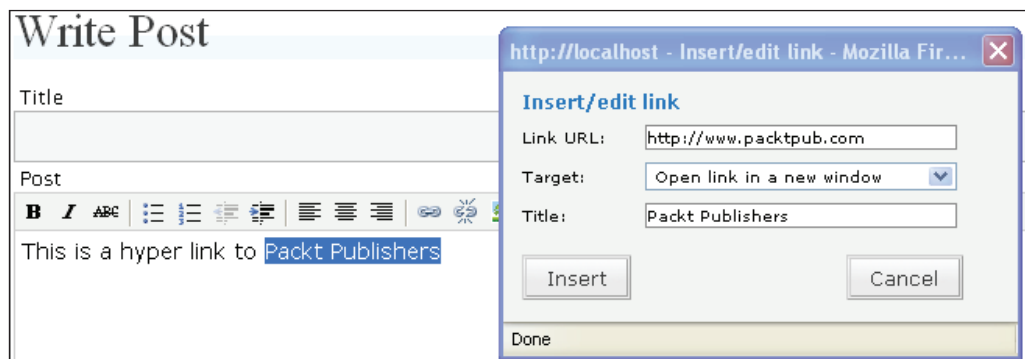 Write Post
Title
Post
B I ABC
This is a hyper link to Packt Publishers
http://localhost - Insert/edit link - Mozilla Fir...
Insert/edit link
Link URL: http://www.packtpub.com
Target: Open link in a new window
Title: Packt Publishers
Insert Cancel
Done